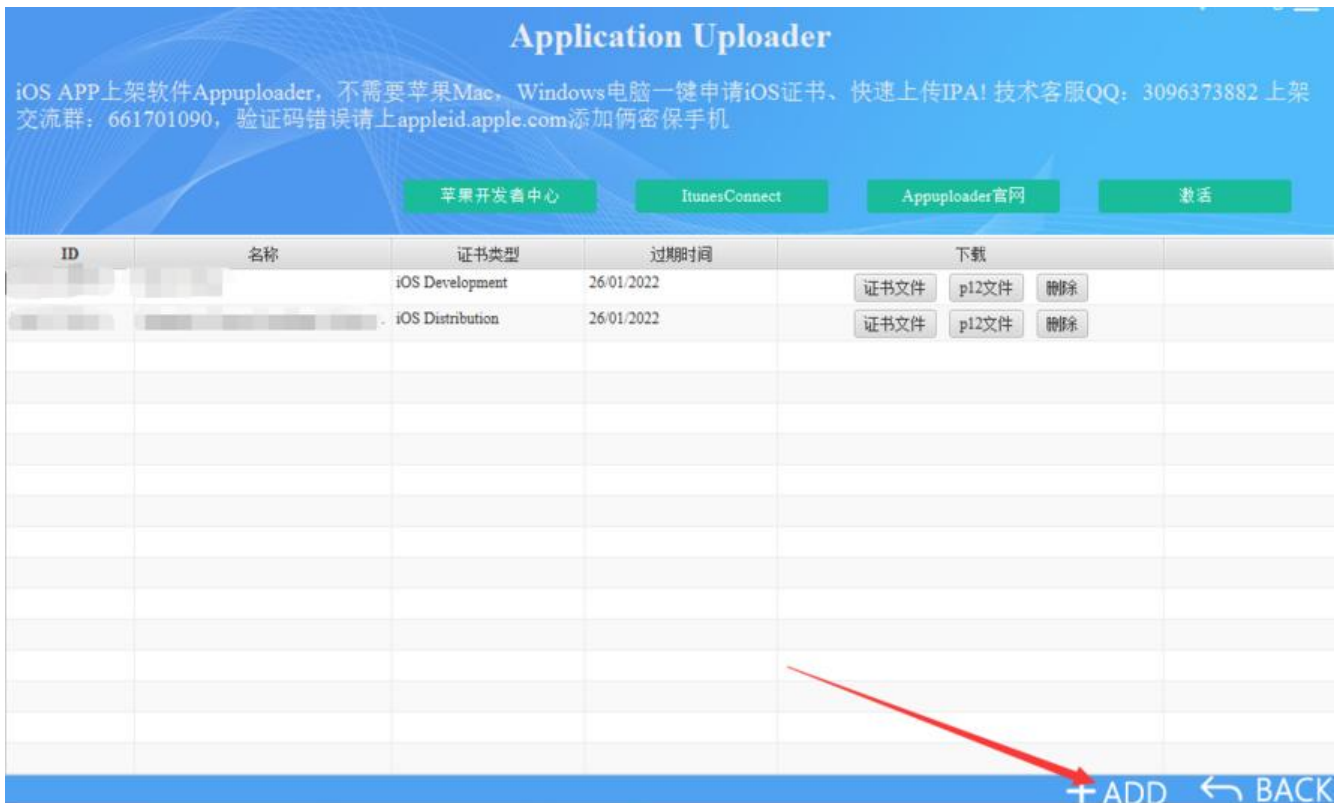 Application Uploader
iOS APP上架软件Appuploader，不需要苹果Mac，Windows电脑一键申请iOS证书、快速上传IPA! 技术客服QQ：3096373882 上架
交流群：661701090，验证码错误请上appleid.apple.com添加俩密保手机
苹果开发者中心 ItunesConnect Appuploader官网 激活
ID 名称 证书类型 过期时间 下载
iOS Development 26/01/2022 证书文件 p12文件 删除
iOS Distribution 26/01/2022 证书文件 p12文件 删除
ADD BACK